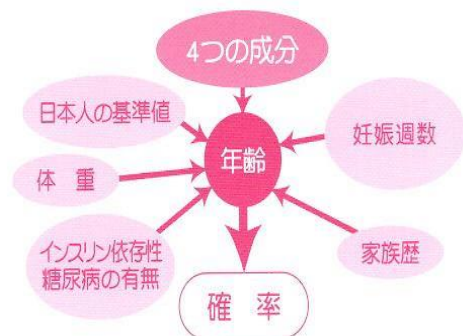 4つの成分
日本人の基準値
妊娠週数
年齢
体 重
インスリン依存性
糖尿病の有無
家族歴
確 率